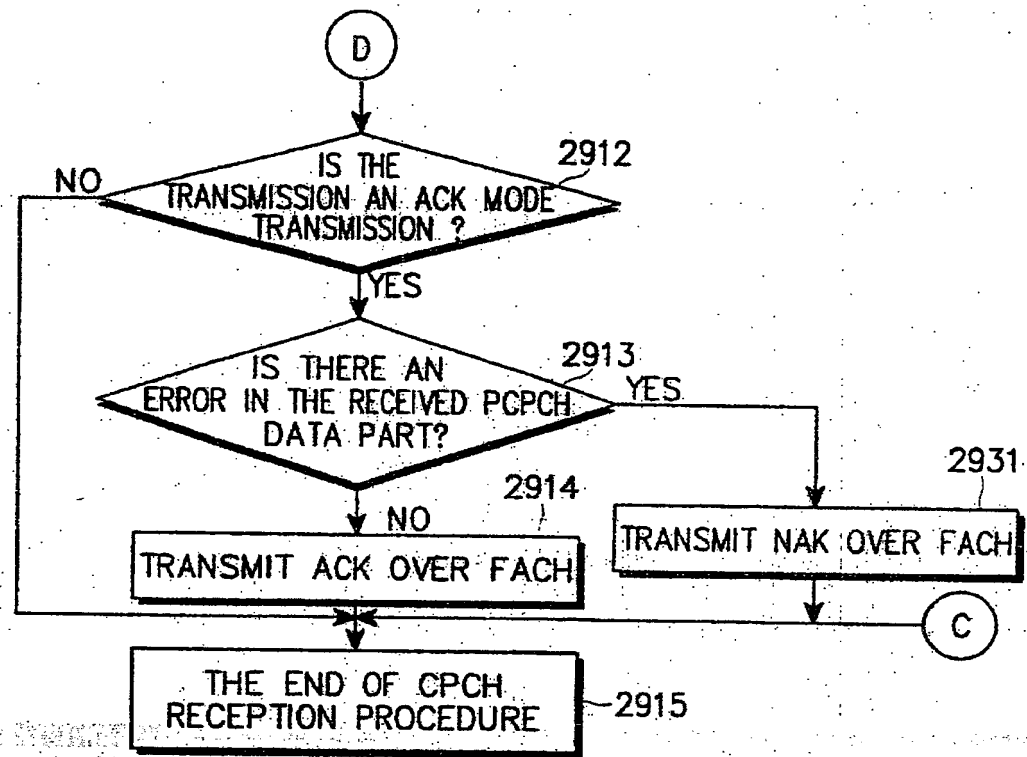 D
2912
IS THE
NO
TRANSMISSION AN ACK MODE
TRANSMISSION ?
YES
2913
IS THERE AN
YES
ERROR IN THE RECEIVED PCPCH
DATA PART?
2914
2931
NO
TRANSMIT ACK OVER FACH
TRANSMIT NAK OVER FACH
C
THE END OF CPCH
RECEPTION PROCEDURE
2915